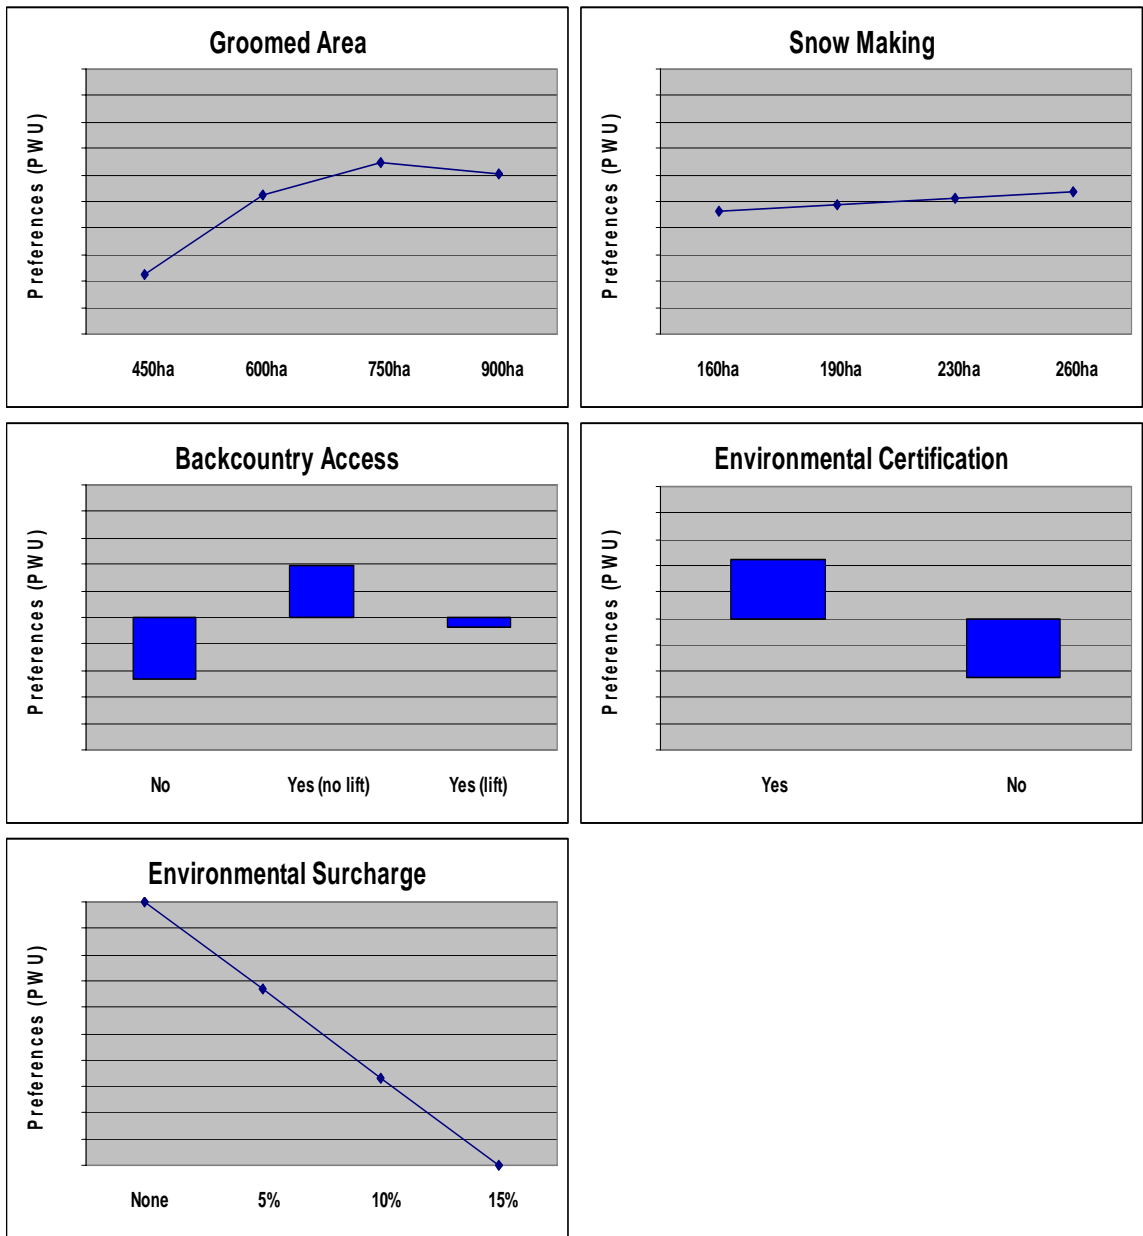 Groomed Area
Preferences (PWU)
450ha 600ha 750ha 900ha
Snow Making
Preferences (PWU)
160ha 190ha 230ha 260ha
Backcountry Access
Preferences (PWU)
No Yes (no lift) Yes (lift)
Environmental Certification
Preferences (PWU)
Yes No
Environmental Surcharge
Preferences (PWU)
None 5% 10% 15%